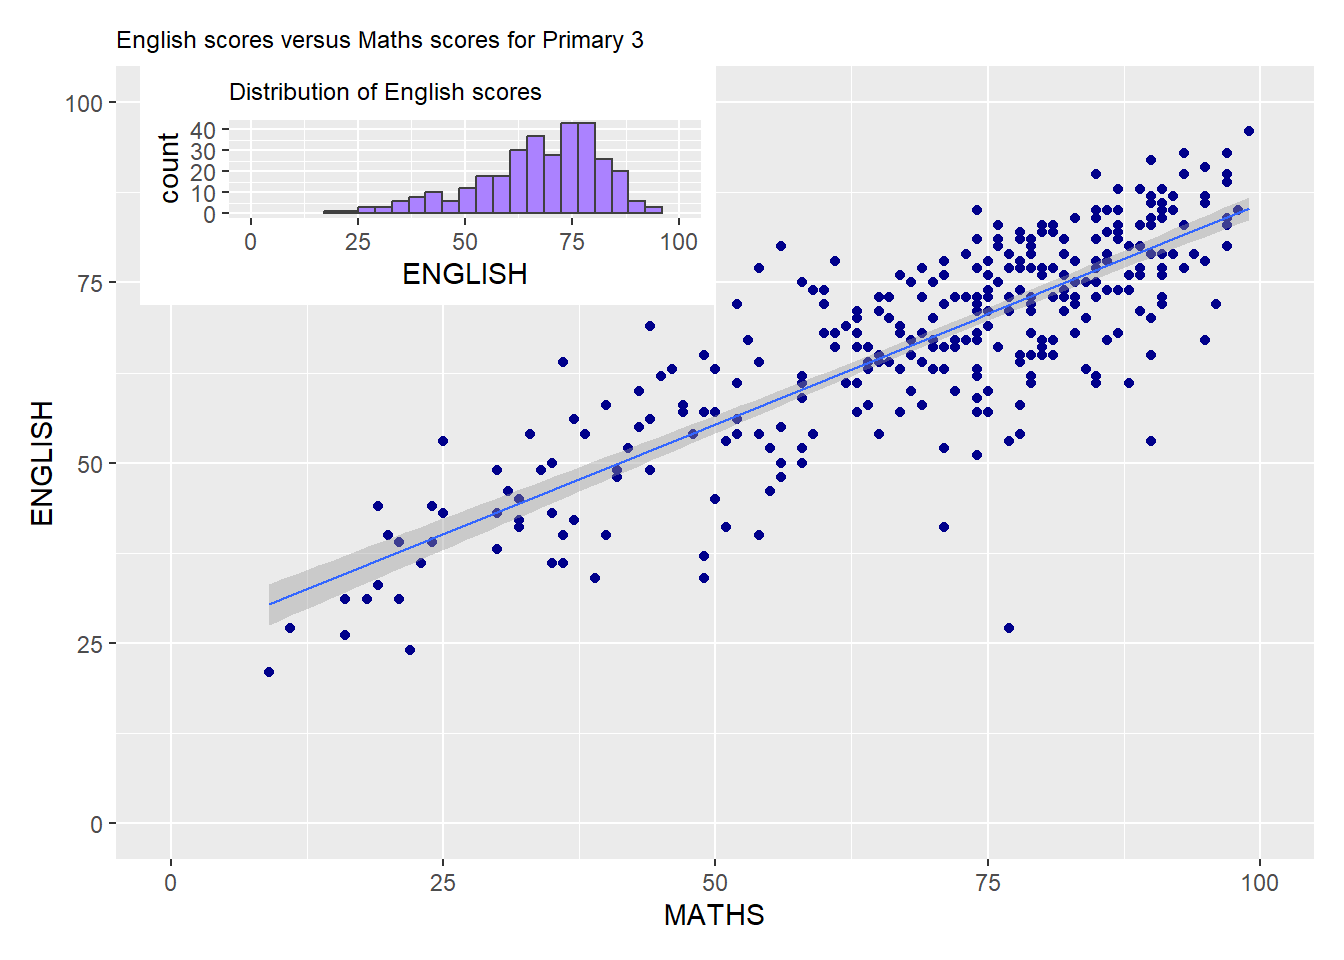 English scores versus Maths scores for Primary 3
Distribution of English scores
count
40
30
20
10
0
0 25 50 75 100
ENGLISH
ENGLISH
100
75
50
25
0
0 25 50 75 100
MATHS